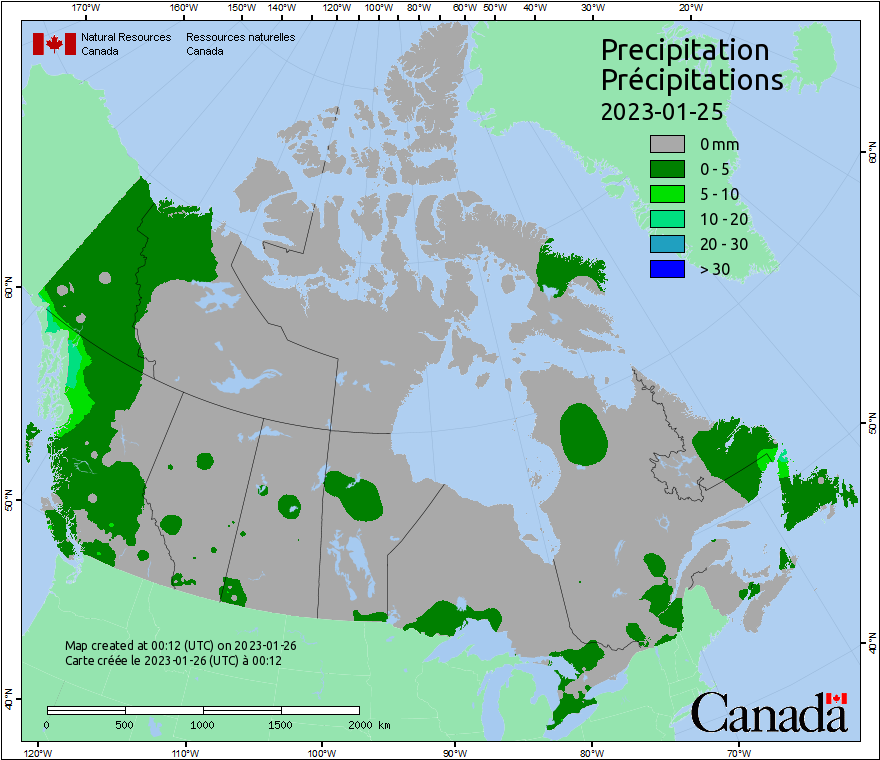 170°W 160°W 150°W 140°W 130°W 120°W 110°W 100°W 90°W 80°W 60°W 50°W 40°W 30°W 20°W
Natural Resources Canada
Ressources naturelles Canada
Precipitation
Précipitations
2023-01-25
0 mm
0 - 5
5 - 10
10 - 20
20 - 30
> 30
60°N
50°N
40°N
60°N
50°N
40°N
Map created at 00:12 (UTC) on 2023-01-26
Carte créée le 2023-01-26 (UTC) à 00:12
0 500 1000 1500 2000 km
Canada
120°W 110°W 100°W 90°W 80°W 70°W